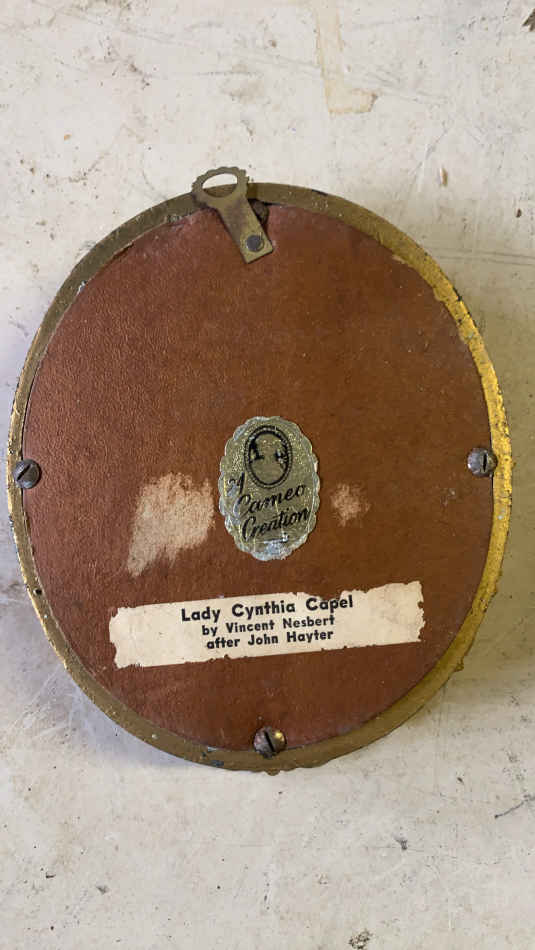 A
Cameo
Creation
Lady Cynthia Capel
by Vincent Nesbert
after John Hayter